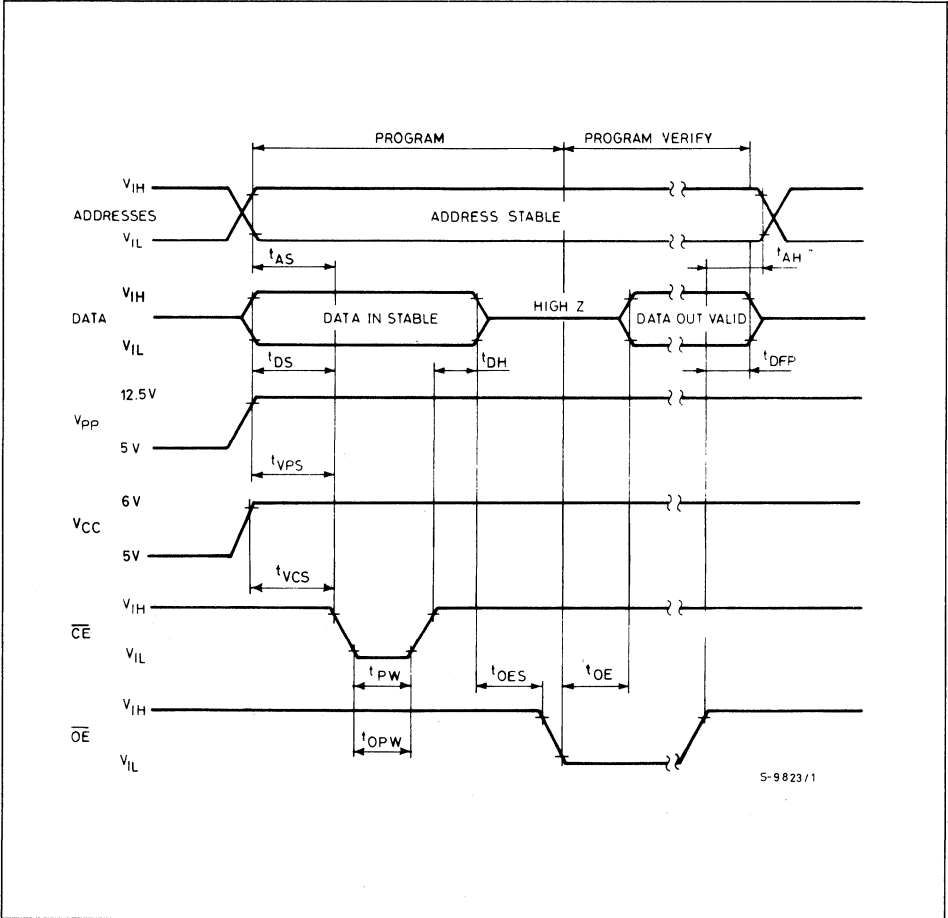 PROGRAM
PROGRAM VERIFY
VIH
ADDRESSES
ADDRESS STABLE
VIL
tAS
tAH
VIH
DATA
DATA IN STABLE
HIGH Z
DATA OUT VALID
VIL
tDS
tDH
tDFP
12.5V
VPP
5V
tVPS
6V
VCC
5V
tVCS
VIH
CE
VIL
tPW
tOES
tOE
VIH
OE
tOPW
VIL
S-9823/1